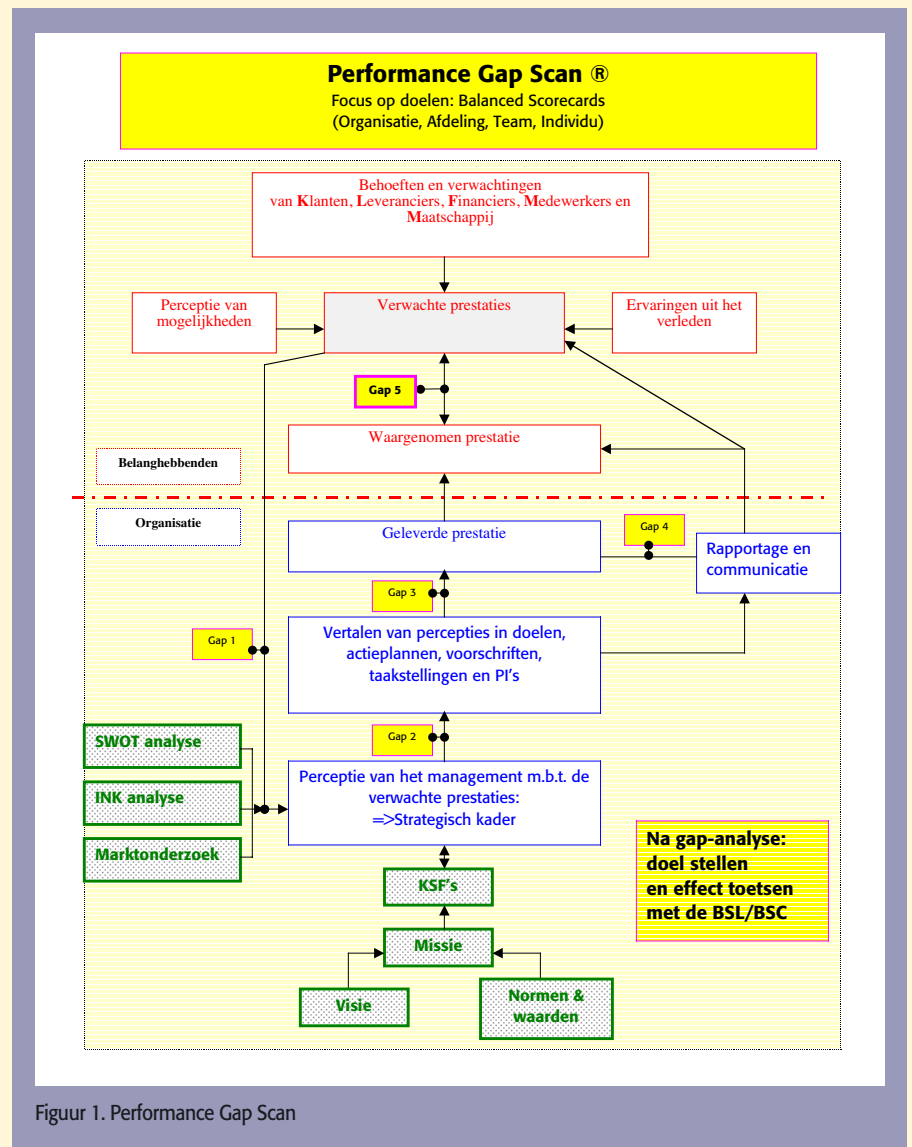 Performance Gap Scan ®
Focus op doelen: Balanced Scorecards
(Organisatie, Afdeling, Team, Individu)
Behoeften en verwachtingen
van Klanten, Leveranciers, Financiers, Medewerkers en
Maatschappij
Perceptie van
mogelijkheden
Verwachte prestaties
Ervaringen uit het
verleden
Gap 5
Waargenomen prestatie
Belanghebbenden
Organisatie
Geleverde prestatie
Gap 4
Rapportage en
communicatie
Gap 3
Gap 1
Vertalen van percepties in doelen,
actieplannen, voorschriften,
taakstellingen en PI's
Gap 2
SWOT analyse
INK analyse
Marktonderzoek
Perceptie van het management m.b.t. de
verwachte prestaties:
=>Strategisch kader
Na gap-analyse:
doel stellen
en effect toetsen
met de BSL/BSC
KSF's
Missie
Visie
Normen &
waarden
Figuur 1. Performance Gap Scan